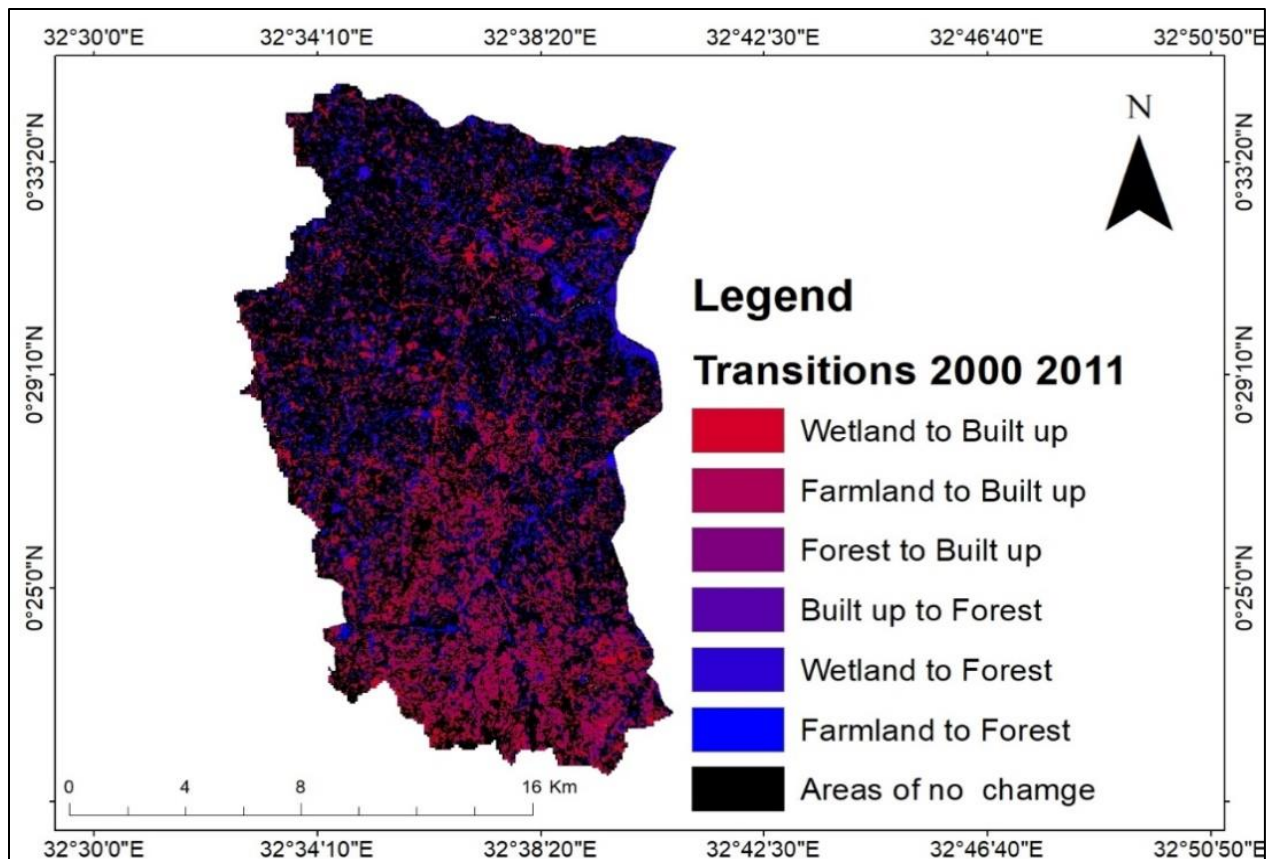 32°30'0"E 32°34'10"E 32°38'20"E 32°42'30"E 32°46'40"E 32°50'50"E
N
0°33'20"N 0°33'20"N
Legend
Transitions 2000 2011
0°29'10"N 0°29'10"N
Wetland to Built up
Farmland to Built up
Forest to Built up
0°25'0"N 0°25'0"N
Built up to Forest
Wetland to Forest
Farmland to Forest
Areas of no chamge
0 4 8 16 Km
32°30'0"E 32°34'10"E 32°38'20"E 32°42'30"E 32°46'40"E 32°50'50"E